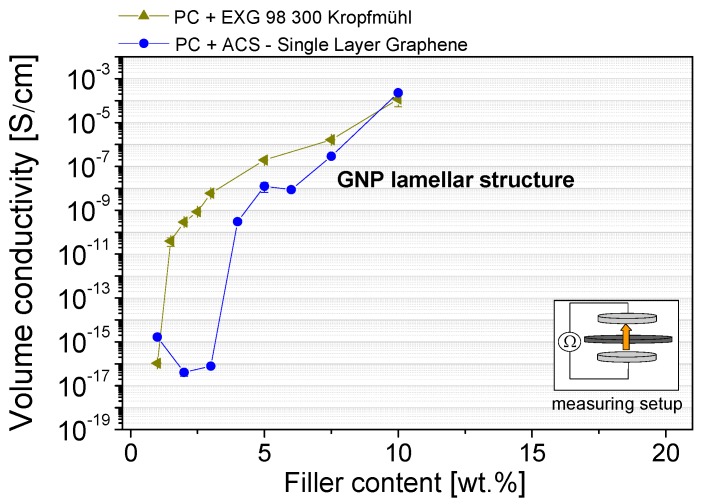 PC + EXG 98 300 Kropfmühl
PC + ACS - Single Layer Graphene
Volume conductivity [S/cm]
10⁻³
10⁻⁵
10⁻⁷
10⁻⁹
10⁻¹¹
10⁻¹³
10⁻¹⁵
10⁻¹⁷
10⁻¹⁹
GNP lamellar structure
Ω
measuring setup
0 5 10 15 20
Filler content [wt.%]